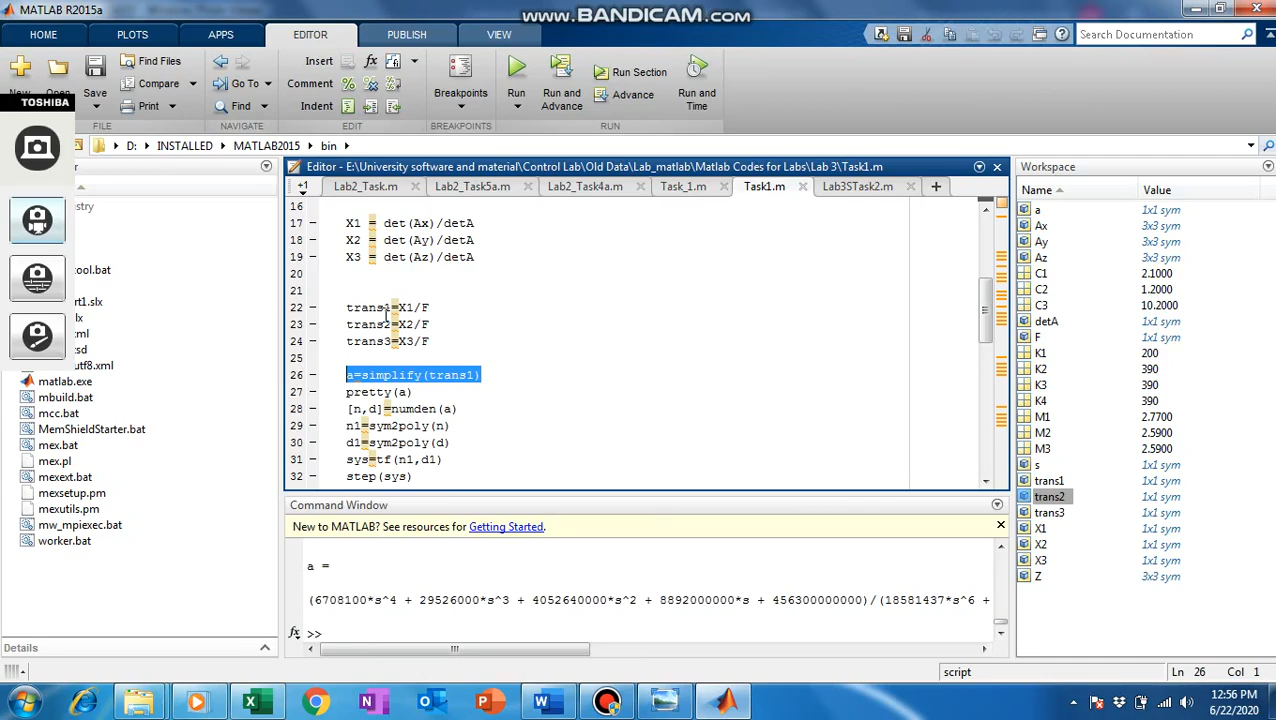 MATLAB R2015a
www.BANDICAM.com
HOME
PLOTS
APPS
EDITOR
PUBLISH
VIEW
Search Documentation
Find Files
Compare
Print
Save
FILE
Go To
Find
NAVIGATE
Insert
fx
Comment
Indent
EDIT
Breakpoints
BREAKPOINTS
Run
Run and Advance
Run Section
Advance
Run and Time
RUN
TOSHIBA
D: INSTALLED MATLAB2015 bin
Editor - E:\University software and material\Control Lab\Old Data\Lab_matlab\Matlab Codes for Labs\Lab 3\Task1.m
Lab2_Task.m
Lab2_Task5a.m
Lab2_Task4a.m
Task_1.m
Task1.m
Lab3STask2.m
16
17 X1 = det(Ax)/detA
18 X2 = det(Ay)/detA
19 X3 = det(Az)/detA
20
21
22 trans1=X1/F
23 trans2=X2/F
24 trans3=X3/F
25
26 a=simplify(trans1)
27 pretty(a)
28 [n,d]=numden(a)
29 n1=sym2poly(n)
30 d1=sym2poly(d)
31 sys=tf(n1,d1)
32 step(sys)
mbuild.bat
matlab.exe
mcc.bat
MemShieldStarter.bat
mex.bat
mex.pl
mexext.bat
mexsetup.pm
mexutils.pm
mw_mpiexec.bat
worker.bat
Details
Command Window
New to MATLAB? See resources for Getting Started.
a =
(6708100*s^4 + 29526000*s^3 + 4052640000*s^2 + 8892000000*s + 456300000000)/(18581437*s^6 +
fx >>
Workspace
Name Value
a 1x1 sym
Ax 3x3 sym
Ay 3x3 sym
Az 3x3 sym
C1 2.1000
C2 1.2000
C3 10.2000
detA 1x1 sym
F 1x1 sym
K1 200
K2 390
K3 390
K4 390
M1 2.7700
M2 2.5900
M3 2.5900
s 1x1 sym
trans1 1x1 sym
trans2 1x1 sym
trans3 1x1 sym
X1 1x1 sym
X2 1x1 sym
X3 1x1 sym
Z 3x3 sym
script
Ln 26 Col 1
12:56 PM
6/22/2020